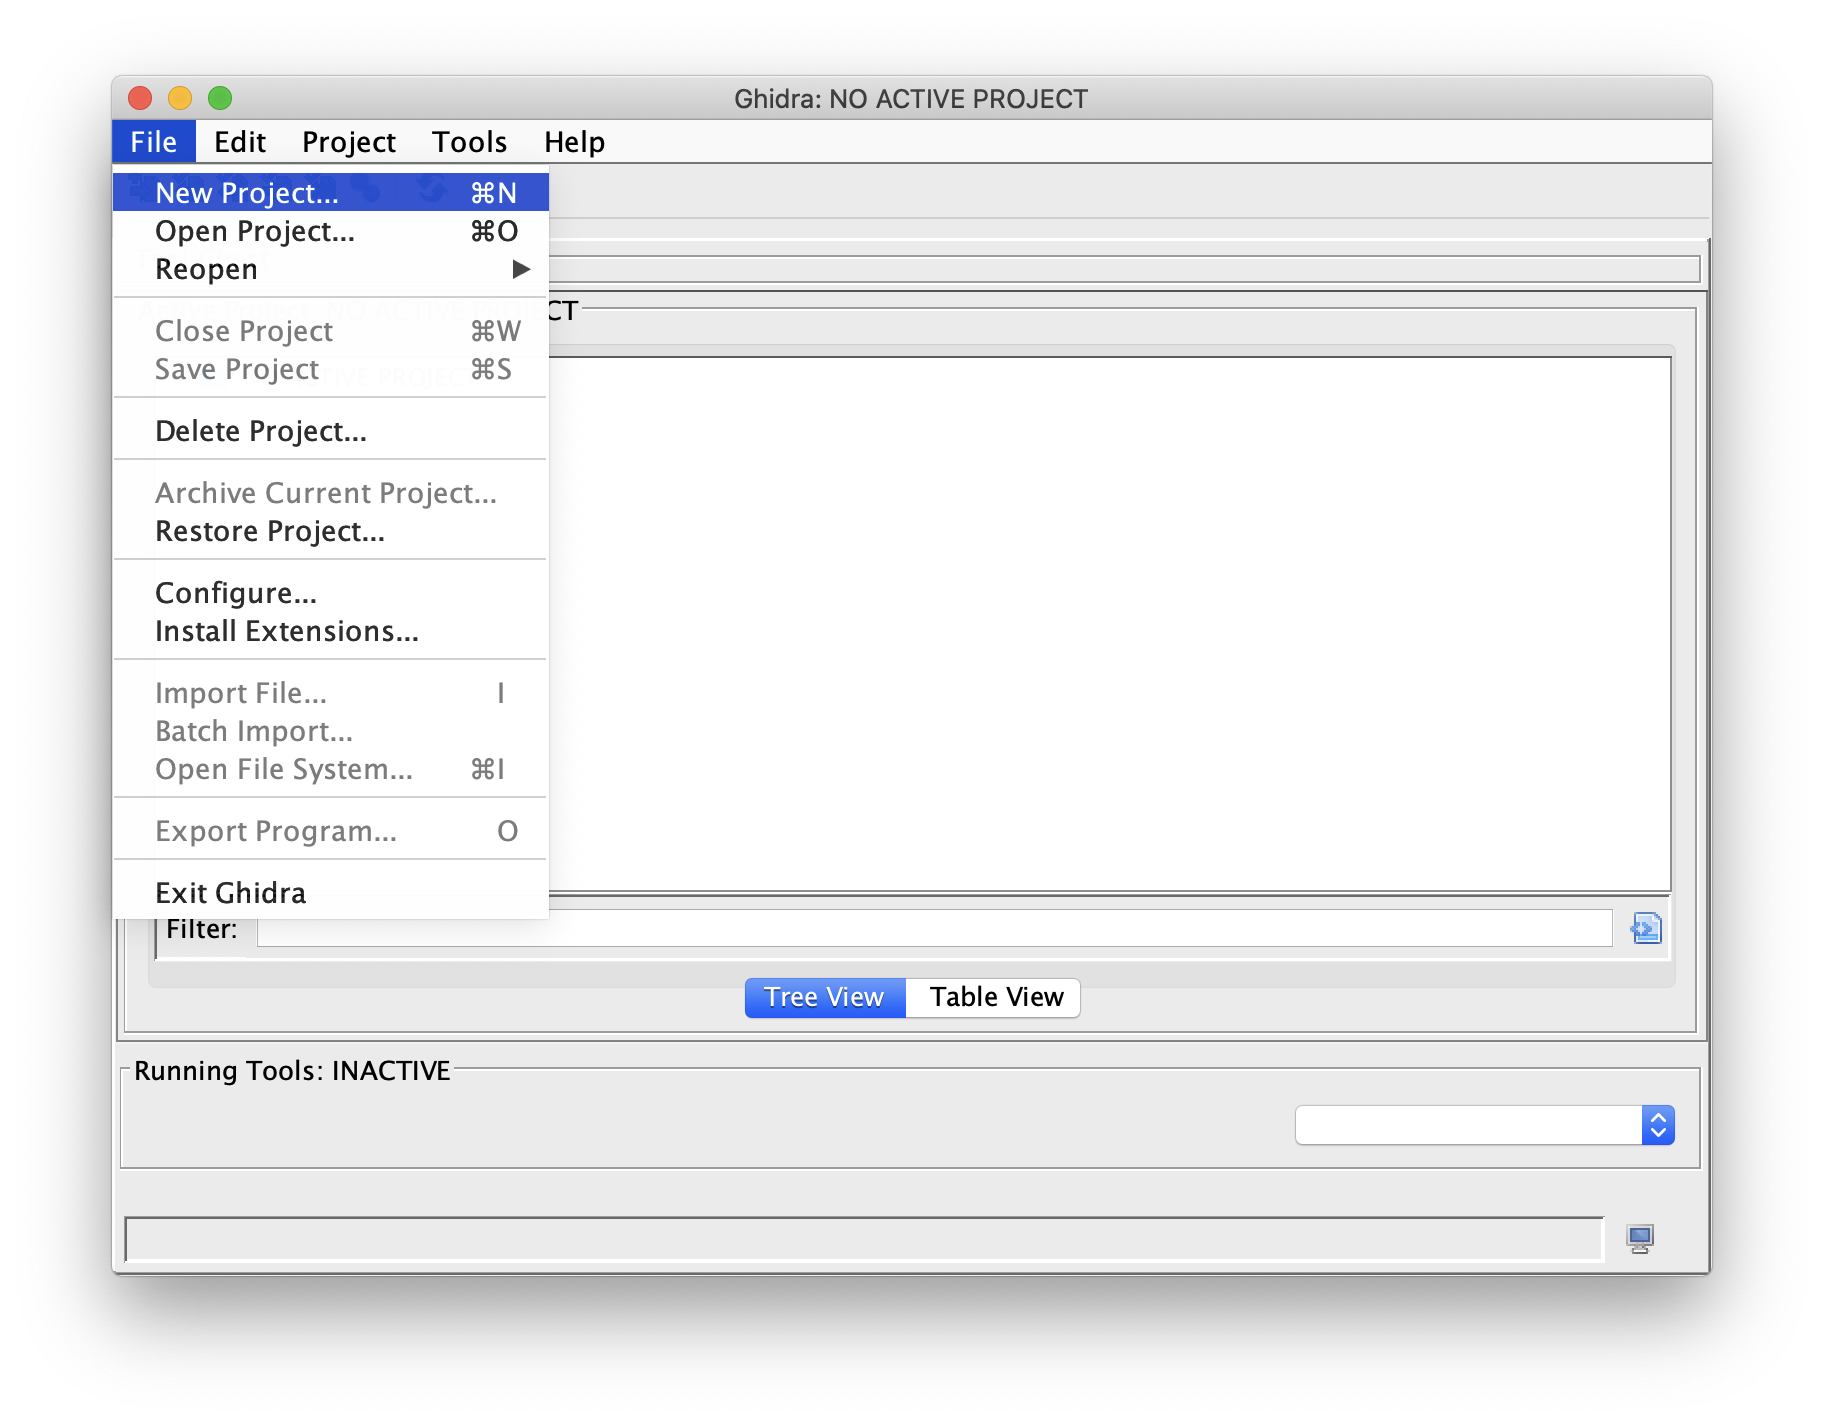 Ghidra: NO ACTIVE PROJECT
File Edit Project Tools Help
New Project... ⌘N
Open Project... ⌘O
Reopen
CT
Close Project ⌘W
Save Project ⌘S
Delete Project...
Archive Current Project...
Restore Project...
Configure...
Install Extensions...
Import File... I
Batch Import...
Open File System... ⌘I
Export Program... O
Exit Ghidra
Filter:
Tree View Table View
Running Tools: INACTIVE